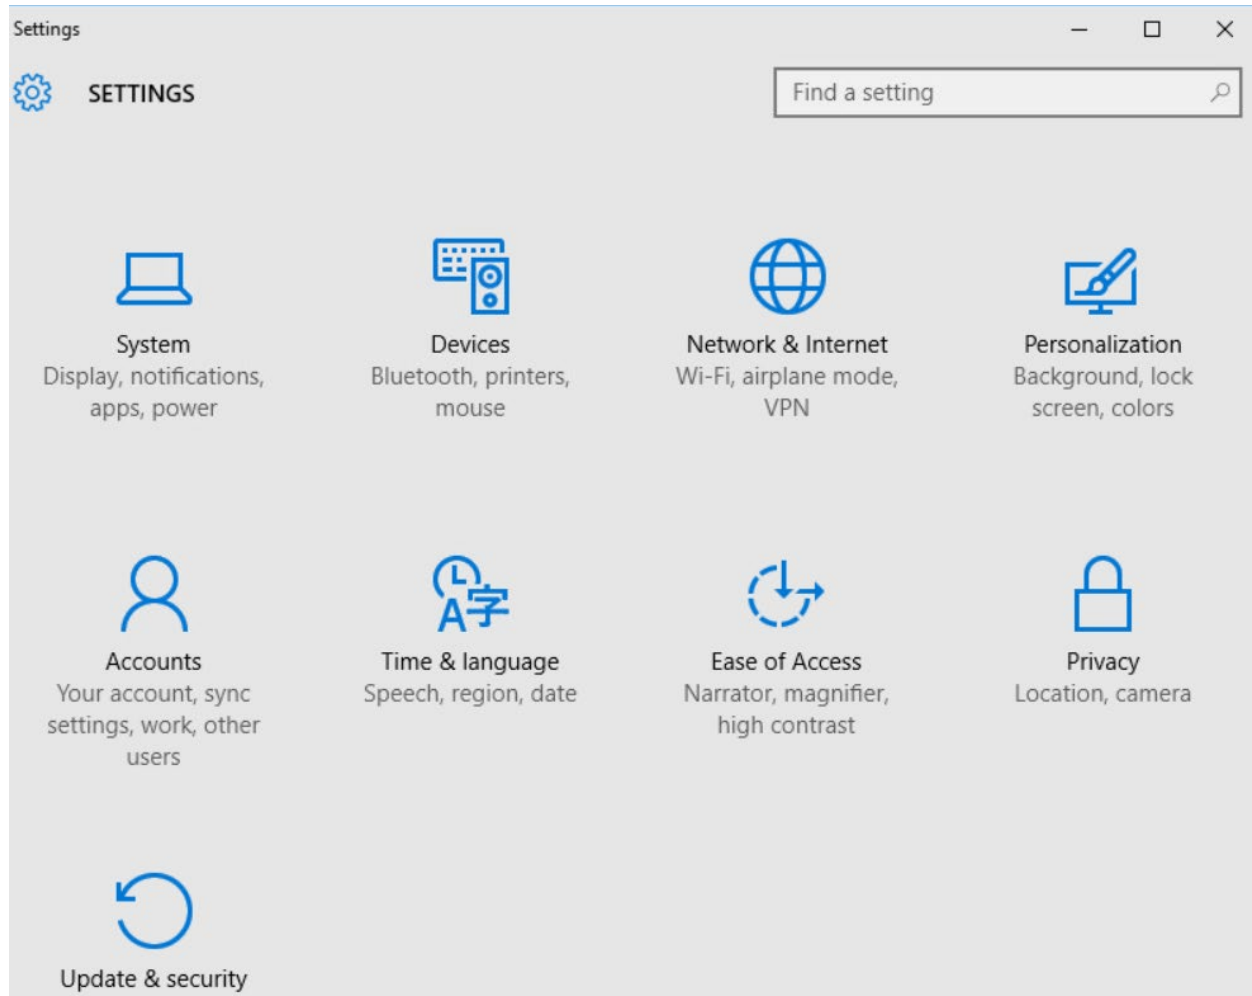 Settings
SETTINGS
Find a setting
System
Display, notifications,
apps, power
Devices
Bluetooth, printers,
mouse
Network & Internet
Wi-Fi, airplane mode,
VPN
Personalization
Background, lock
screen, colors
A字
Accounts
Your account, sync
settings, work, other
users
Time & language
Speech, region, date
Ease of Access
Narrator, magnifier,
high contrast
Privacy
Location, camera
Update & security